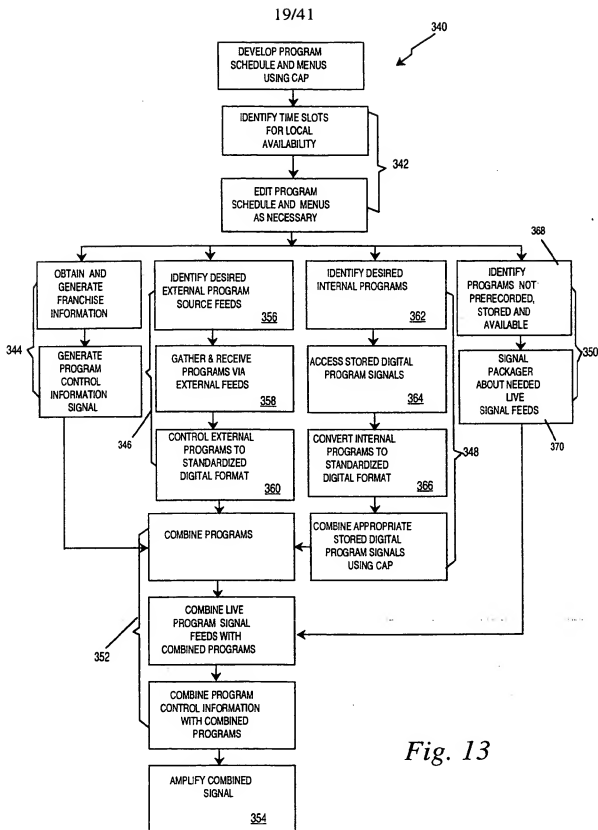 19/41
340
DEVELOP PROGRAM
SCHEDULE AND MENUS
USING CAP
IDENTIFY TIME SLOTS
FOR LOCAL
AVAILABILITY
342
EDIT PROGRAM
SCHEDULE AND MENUS
AS NECESSARY
OBTAIN AND
GENERATE
FRANCHISE
INFORMATION
344
GENERATE
PROGRAM
CONTROL
INFORMATION
SIGNAL
IDENTIFY DESIRED
EXTERNAL PROGRAM
SOURCE FEEDS
356
GATHER & RECEIVE
PROGRAMS VIA
EXTERNAL FEEDS
358
346
CONTROL EXTERNAL
PROGRAMS TO
STANDARDIZED
DIGITAL FORMAT
360
IDENTIFY DESIRED
INTERNAL PROGRAMS
362
ACCESS STORED DIGITAL
PROGRAM SIGNALS
364
348
CONVERT INTERNAL
PROGRAMS TO
STANDARDIZED
DIGITAL FORMAT
366
COMBINE APPROPRIATE
STORED DIGITAL
PROGRAM SIGNALS
USING CAP
368
IDENTIFY
PROGRAMS NOT
PRERECORDED,
STORED AND
AVAILABLE
350
SIGNAL
PACKAGER
ABOUT NEEDED
LIVE
SIGNAL FEEDS
370
COMBINE PROGRAMS
352
COMBINE LIVE
PROGRAM SIGNAL
FEEDS WITH
COMBINED PROGRAMS
COMBINE PROGRAM
CONTROL INFORMATION
WITH COMBINED
PROGRAMS
AMPLIFY COMBINED
SIGNAL
354
Fig. 13